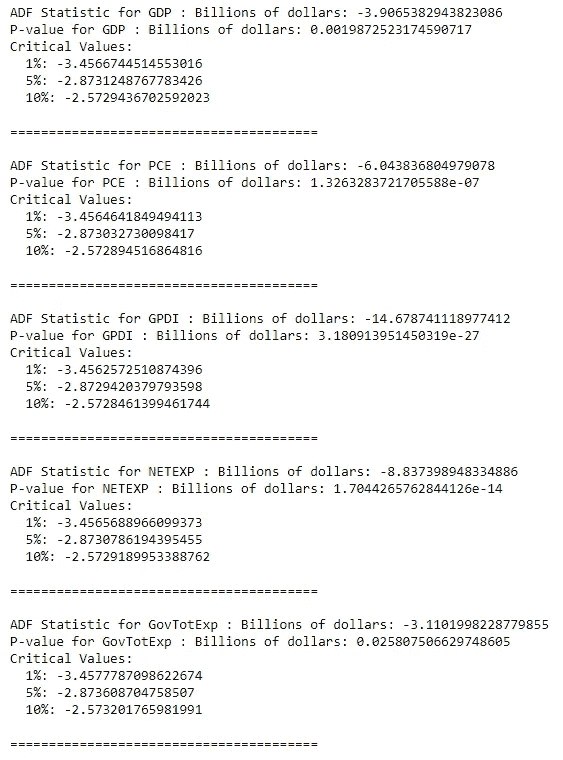 ADF Statistic for GDP : Billions of dollars: -3.9065382943823086
P-value for GDP : Billions of dollars: 0.0019872523174590717
Critical Values:
1%: -3.4566744514553016
5%: -2.8731248767783426
10%: -2.5729436702592023
========================================
ADF Statistic for PCE : Billions of dollars: -6.043836804979078
P-value for PCE : Billions of dollars: 1.3263283721705588e-07
Critical Values:
1%: -3.4564641849494113
5%: -2.873032730098417
10%: -2.572894516864816
========================================
ADF Statistic for GPDI : Billions of dollars: -14.678741118977412
P-value for GPDI : Billions of dollars: 3.180913951450319e-27
Critical Values:
1%: -3.4562572510874396
5%: -2.8729420379793598
10%: -2.5728461399461744
========================================
ADF Statistic for NETEXP : Billions of dollars: -8.837398948334886
P-value for NETEXP : Billions of dollars: 1.7044265762844126e-14
Critical Values:
1%: -3.4565688966099373
5%: -2.8730786194395455
10%: -2.5729189953388762
========================================
ADF Statistic for GovTotExp : Billions of dollars: -3.1101998228779855
P-value for GovTotExp : Billions of dollars: 0.025807506629748605
Critical Values:
1%: -3.4577787098622674
5%: -2.873608704758507
10%: -2.573201765981991
========================================